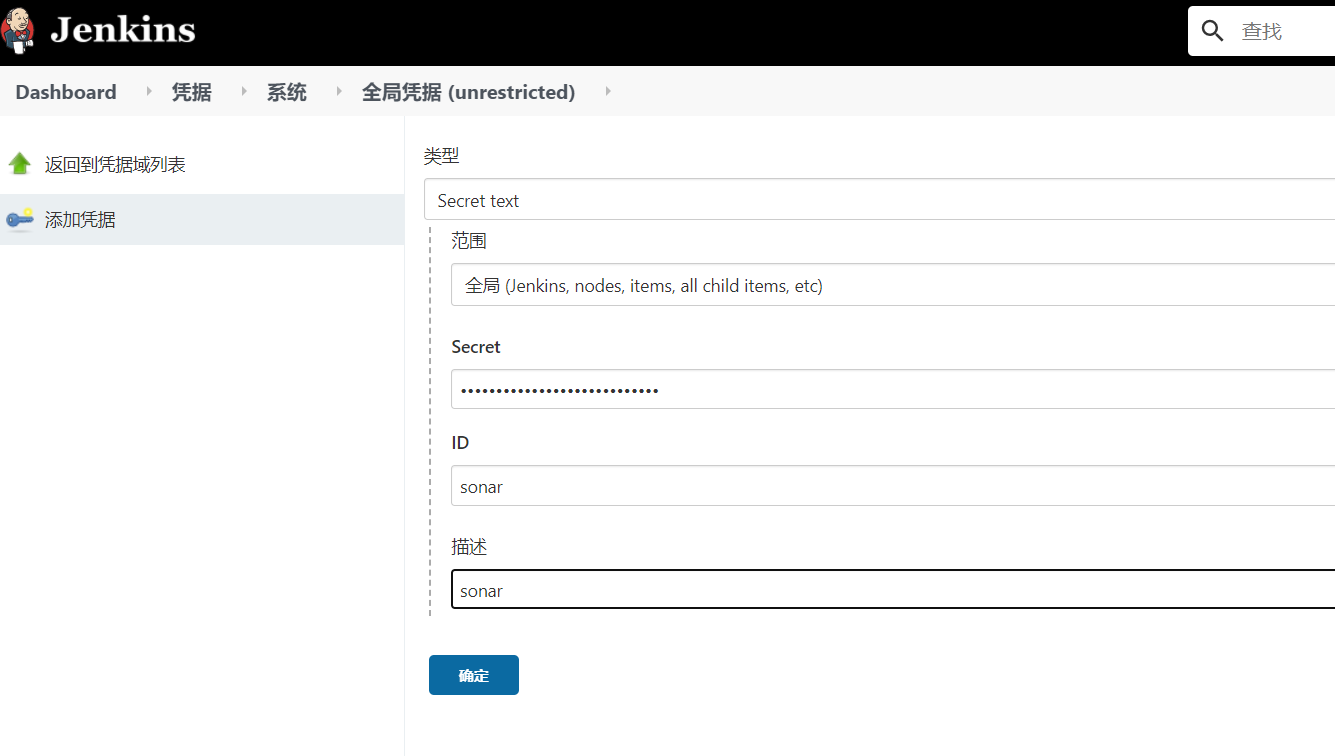 Jenkins
查找
Dashboard 凭据 系统 全局凭据 (unrestricted)
返回到凭据域列表
添加凭据
类型
Secret text
范围
全局 (Jenkins, nodes, items, all child items, etc)
Secret
••••••••••••••••••••••••••••
ID
sonar
描述
sonar
确定